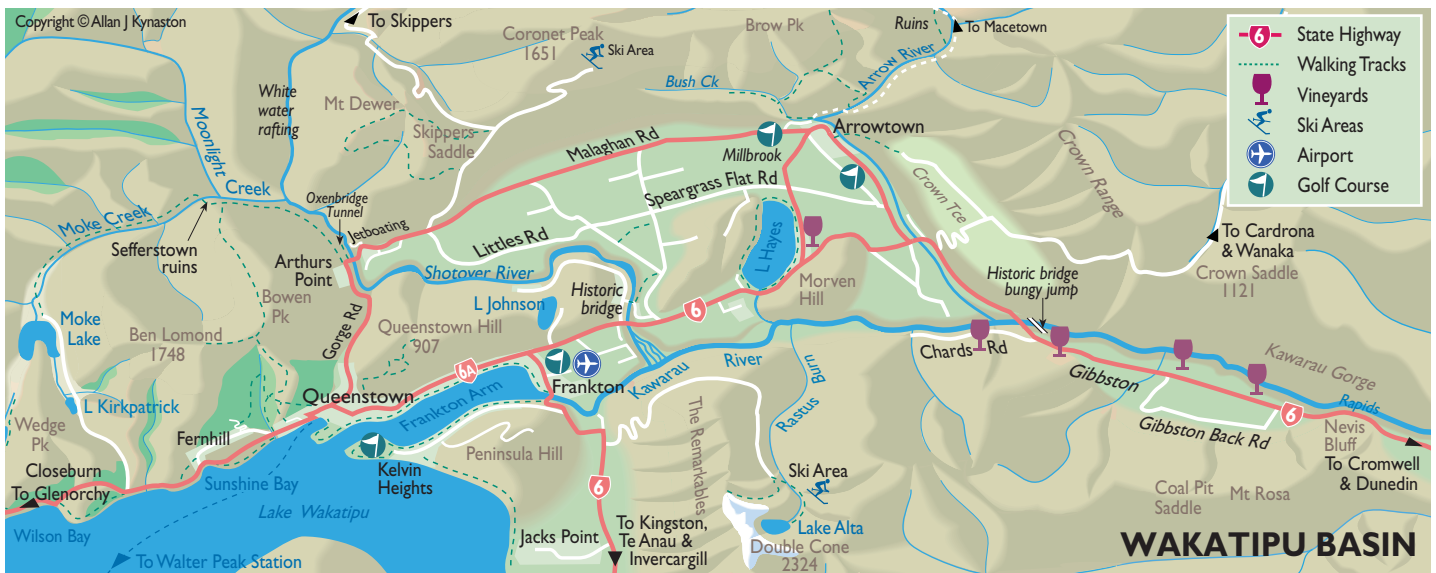 Copyright © Allan J Kynaston
To Skippers
Coronet Peak
1651
Ski Area
Brow Pk
Ruins
To Macetown
6
State Highway
Walking Tracks
Vineyards
Ski Areas
Airport
Golf Course
White
water
rafting
Mt Dewer
Skippers
Saddle
Bush Ck
Arrow River
Moonlight
Creek
Malaghan Rd
Millbrook
Arrowtown
Crown Range
Crown Tce
Speargrass Flat Rd
Moke Creek
Sefferstown
ruins
Oxenbridge
Tunnel
Jetboating
Littles Rd
L Hayes
To Cardrona
& Wanaka
Crown Saddle
1121
Arthurs
Point
Shotover River
L Johnson
Historic
bridge
Morven
Hill
Historic bridge
bungy jump
Bowen
Pk
Moke
Lake
Ben Lomond
1748
Gorge Rd
Queenstown Hill
907
6
6A
Frankton
Kawarau
River
Chards Rd
Gibbston
Kawarau Gorge
Rapids
Queenstown
Frankton Arm
L Kirkpatrick
Wedge
Pk
Fernhill
The Remarkables
Rastus
Burn
Gibbston Back Rd
6
Nevis
Bluff
To Cromwell
& Dunedin
Closeburn
To Glenorchy
Sunshine Bay
Kelvin
Heights
Peninsula Hill
6
Ski Area
Coal Pit
Saddle
Mt Rosa
Wilson Bay
Lake Wakatipu
To Walter Peak Station
Jacks Point
To Kingston,
Te Anau &
Invercargill
Lake Alta
Double Cone
2324
WAKATIPU BASIN